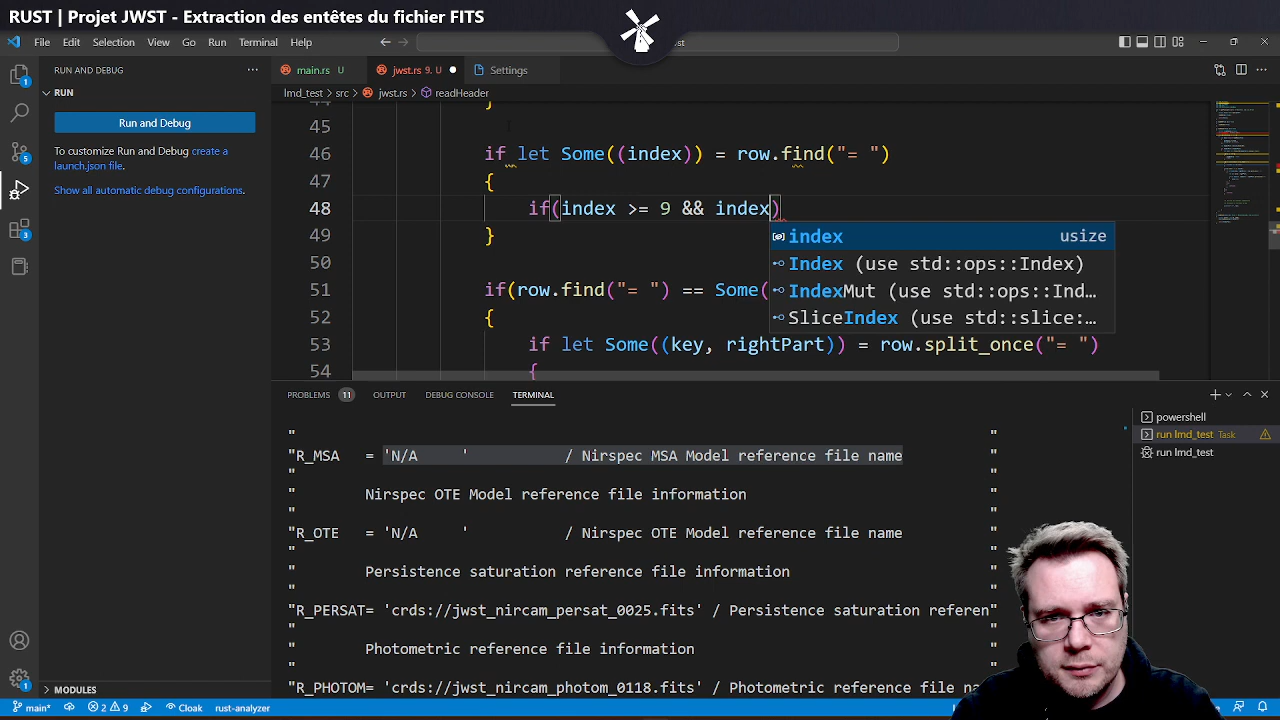 RUST | Projet JWST - Extraction des entêtes du fichier FITS
File Edit Selection View Go Run Terminal Help
RUN AND DEBUG
main.rs U
jwst.rs 9, U
Settings
RUN
lmd_test > src > jwst.rs > readHeader
Run and Debug
To customize Run and Debug create a
launch.json file.
Show all automatic debug configurations.
44 }
45
46 if let Some((index)) = row.find("= ")
47 {
48 if(index >= 9 && index)
49 }
50
51 if(row.find("= ") == Some(
52 {
53 if let Some((key, rightPart)) = row.split_once("= ")
54 {
index usize
Index (use std::ops::Index)
IndexMut (use std::ops::Ind…
SliceIndex (use std::slice:…
PROBLEMS 11 OUTPUT DEBUG CONSOLE TERMINAL
powershell
run lmd_test Task
run lmd_test
" "
"R_MSA   = 'N/A     '           / Nirspec MSA Model reference file name          "
" "
Nirspec OTE Model reference file information "
"R_OTE   = 'N/A     '           / Nirspec OTE Model reference file name          "
" "
Persistence saturation reference file information "
"R_PERSAT= 'crds://jwst_nircam_persat_0025.fits' / Persistence saturation referen"
" "
Photometric reference file information "
"R_PHOTOM= 'crds://jwst_nircam_photom_0118.fits' / Photometric reference file na
MODULES
main* 2 9 Cloak rust-analyzer